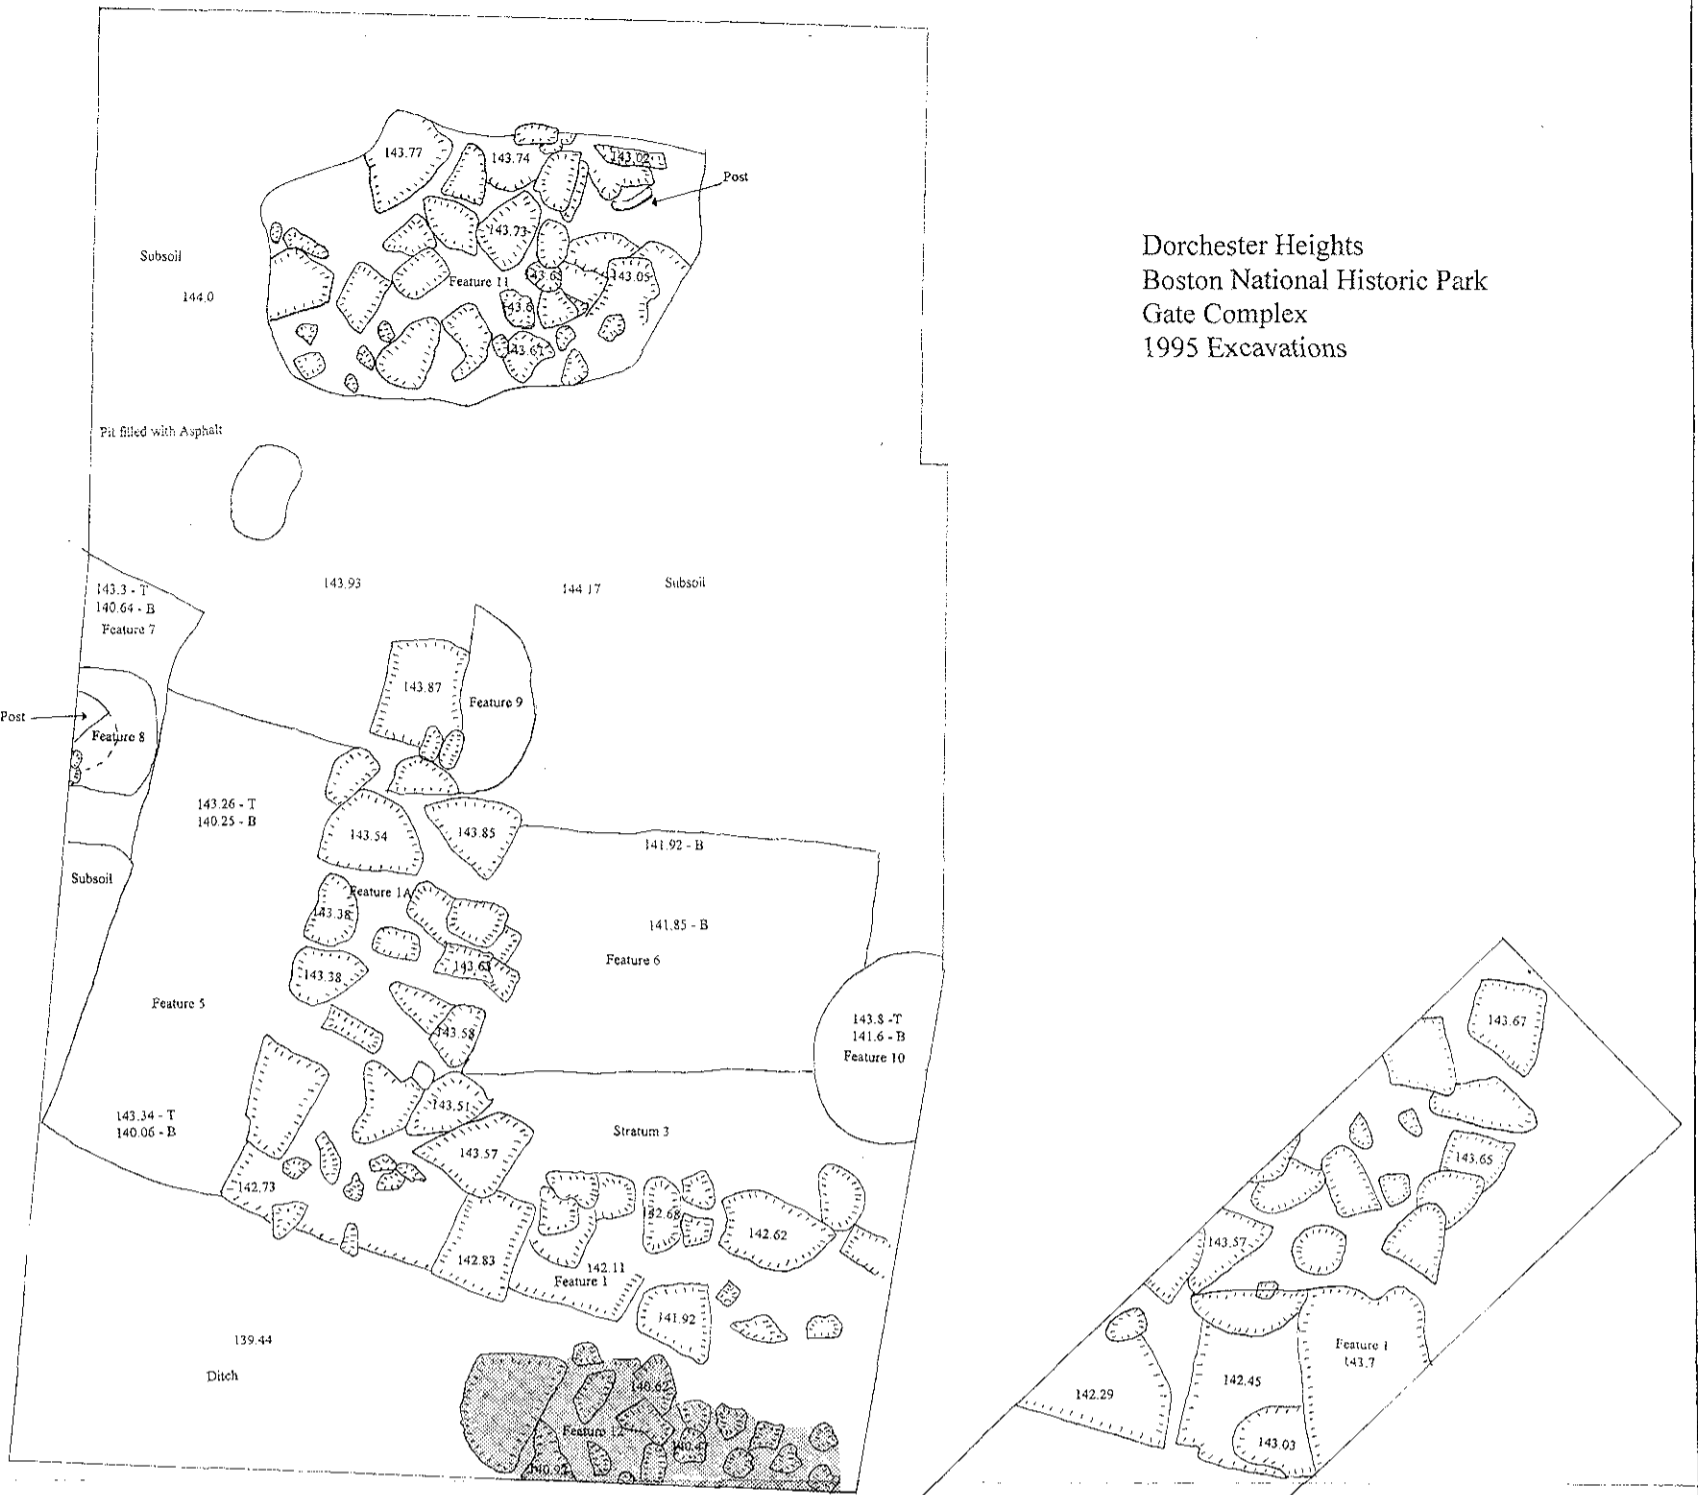 Dorchester Heights
Boston National Historic Park
Gate Complex
1995 Excavations
143.77
143.74
143.02
Post
143.73
Subsoil
144.0
Feature 11
143.05
143.6
143.61
Pit filled with Asphalt
143.93
144.17
Subsoil
143.3 - T
140.64 - B
Feature 7
143.87
Feature 9
Post
Feature 8
143.26 - T
140.25 - B
143.54
143.85
141.92 - B
Subsoil
Feature 1A
143.38
141.85 - B
Feature 6
143.63
143.38
Feature 5
143.58
143.8 -T
141.6 - B
Feature 10
143.34 - T
140.06 - B
143.51
Stratum 3
143.57
142.73
142.68
142.62
142.83
142.11
Feature 1
141.92
139.44
Ditch
140.62
Feature 12
143.67
143.65
143.57
Feature 1
143.7
142.29
142.45
143.03